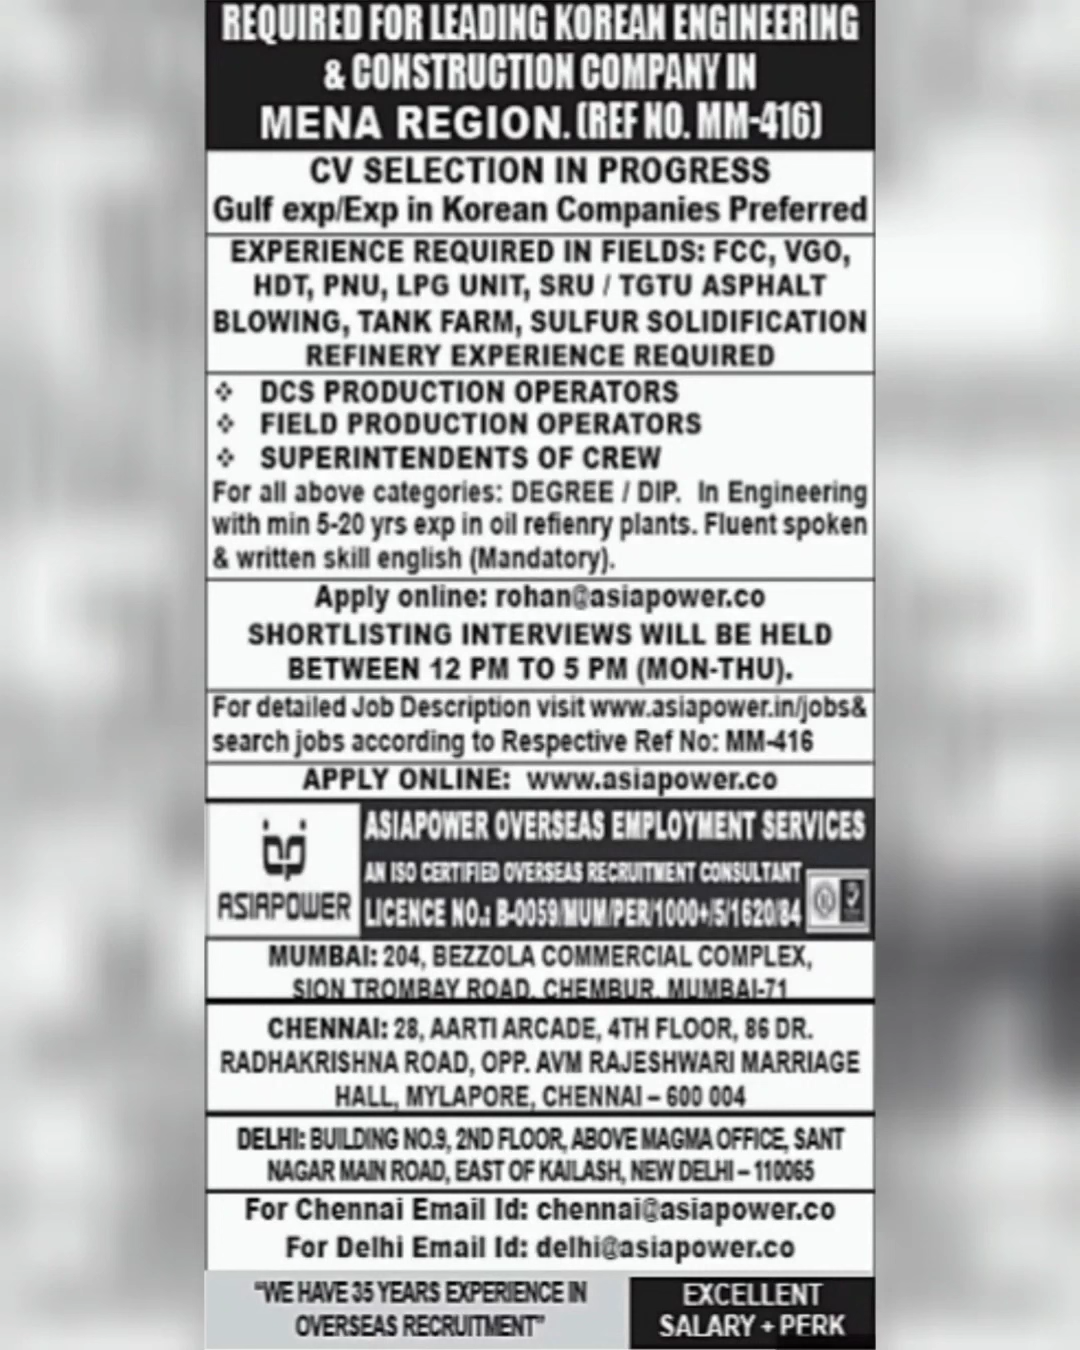 REQUIRED FOR LEADING KOREAN ENGINEERING
& CONSTRUCTION COMPANY IN
MENA REGION. (REF NO. MM-416)
CV SELECTION IN PROGRESS
Gulf exp/Exp in Korean Companies Preferred
EXPERIENCE REQUIRED IN FIELDS: FCC, VGO,
HDT, PNU, LPG UNIT, SRU / TGTU ASPHALT
BLOWING, TANK FARM, SULFUR SOLIDIFICATION
REFINERY EXPERIENCE REQUIRED
❖ DCS PRODUCTION OPERATORS
❖ FIELD PRODUCTION OPERATORS
❖ SUPERINTENDENTS OF CREW
For all above categories: DEGREE / DIP. In Engineering
with min 5-20 yrs exp in oil refienry plants. Fluent spoken
& written skill english (Mandatory).
Apply online: rohan@asiapower.co
SHORTLISTING INTERVIEWS WILL BE HELD
BETWEEN 12 PM TO 5 PM (MON-THU).
For detailed Job Description visit www.asiapower.in/jobs&
search jobs according to Respective Ref No: MM-416
APPLY ONLINE: www.asiapower.co
ASIAPOWER
ASIAPOWER OVERSEAS EMPLOYMENT SERVICES
AN ISO CERTIFIED OVERSEAS RECRUITMENT CONSULTANT
LICENCE NO.: B-0059/MUM/PER/1000+/5/1620/84
MUMBAI: 204, BEZZOLA COMMERCIAL COMPLEX,
SION TROMBAY ROAD, CHEMBUR, MUMBAI-71
CHENNAI: 28, AARTI ARCADE, 4TH FLOOR, 86 DR.
RADHAKRISHNA ROAD, OPP. AVM RAJESHWARI MARRIAGE
HALL, MYLAPORE, CHENNAI – 600 004
DELHI: BUILDING NO.9, 2ND FLOOR, ABOVE MAGMA OFFICE, SANT
NAGAR MAIN ROAD, EAST OF KAILASH, NEW DELHI – 110065
For Chennai Email Id: chennai@asiapower.co
For Delhi Email Id: delhi@asiapower.co
"WE HAVE 35 YEARS EXPERIENCE IN
OVERSEAS RECRUITMENT"
EXCELLENT
SALARY + PERK